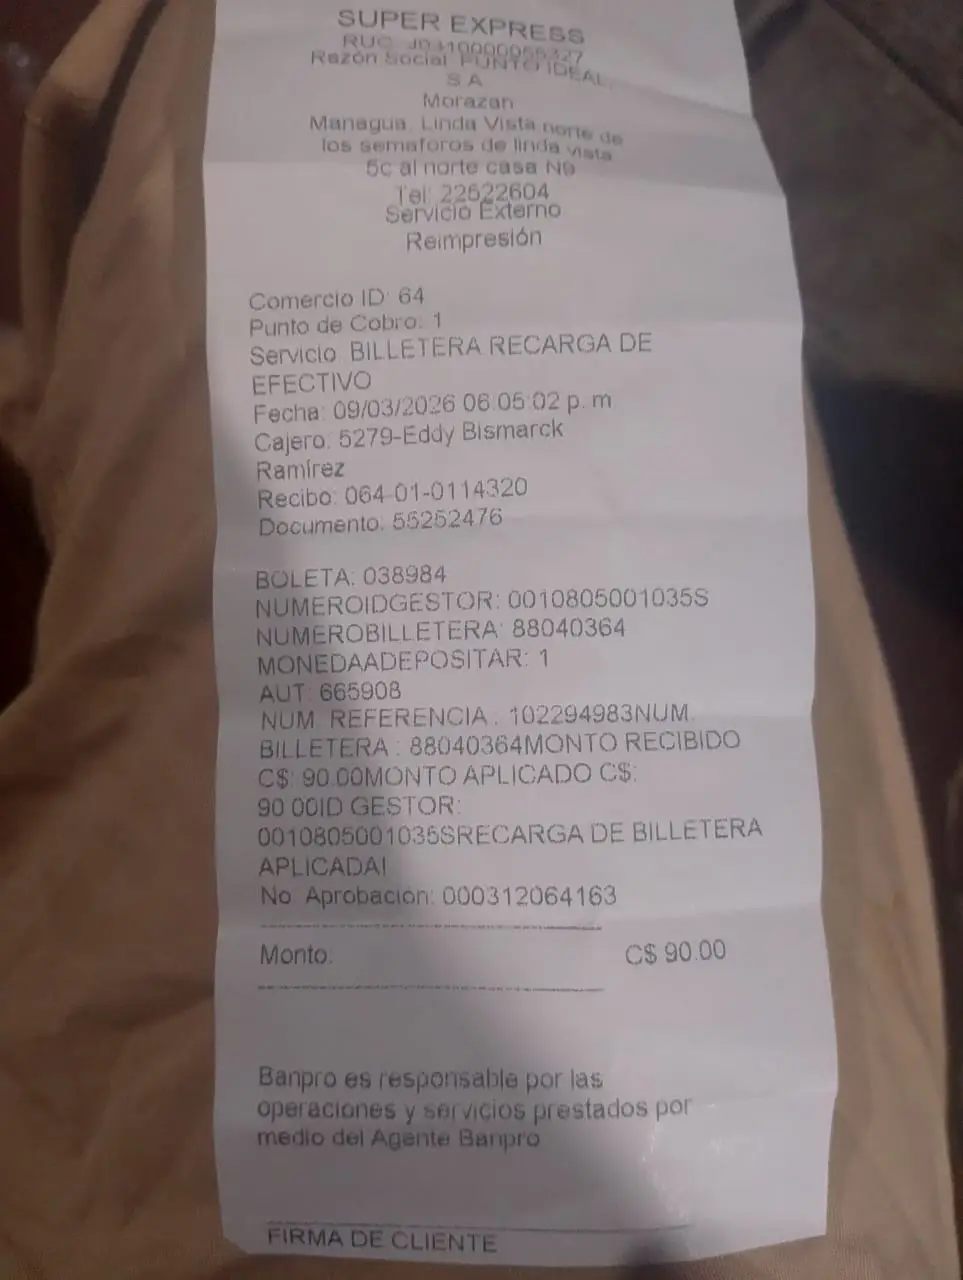 SUPER EXPRESS
RUC J0310000055327
Razón Social PUNTO IDEAL,
S A
Morazan
Managua, Linda Vista norte de
los semaforos de linda vista
5c al norte casa N9
Tel: 22522604
Servicio Externo
Reimpresión
Comercio ID: 64
Punto de Cobro: 1
Servicio BILLETERA RECARGA DE
EFECTIVO
Fecha: 09/03/2026 06:05:02 p. m
Cajero: 5279-Eddy Bismarck
Ramírez
Recibo: 064-01-0114320
Documento: 55252476
BOLETA: 038984
NUMEROIDGESTOR: 0010805001035S
NUMEROBILLETERA: 88040364
MONEDAADEPOSITAR: 1
AUT: 665908
NUM. REFERENCIA : 102294983NUM.
BILLETERA : 88040364MONTO RECIBIDO
C$: 90.00MONTO APLICADO C$:
90.00ID GESTOR:
0010805001035SRECARGA DE BILLETERA
APLICADA!
No. Aprobación: 000312064163
Monto: C$ 90.00
Banpro es responsable por las
operaciones y servicios prestados por
medio del Agente Banpro
FIRMA DE CLIENTE